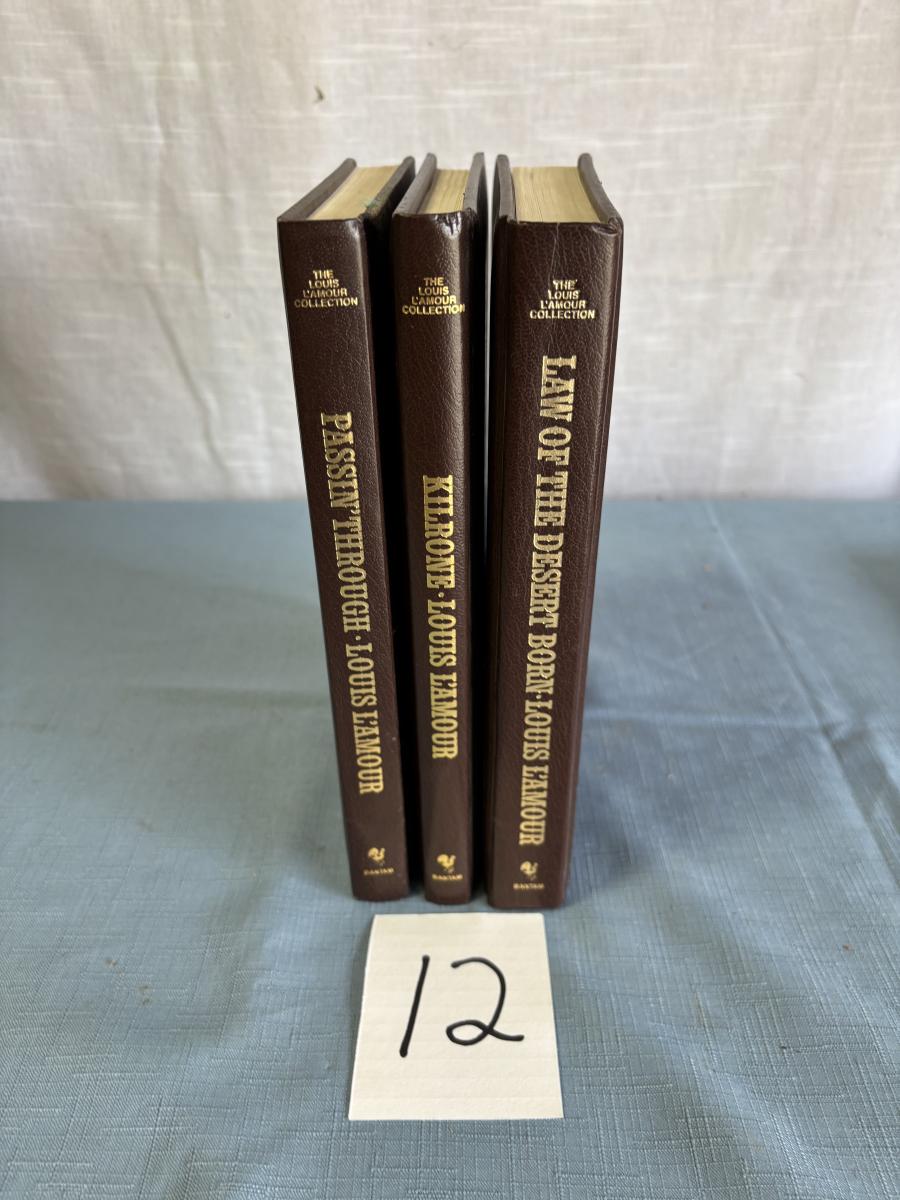 THE
LOUIS
L'AMOUR
COLLECTION
PASSIN' THROUGH · LOUIS L'AMOUR
BANTAM
THE
LOUIS
L'AMOUR
COLLECTION
KILRONE · LOUIS L'AMOUR
BANTAM
THE
LOUIS
L'AMOUR
COLLECTION
LAW OF THE DESERT BORN · LOUIS L'AMOUR
BANTAM
12